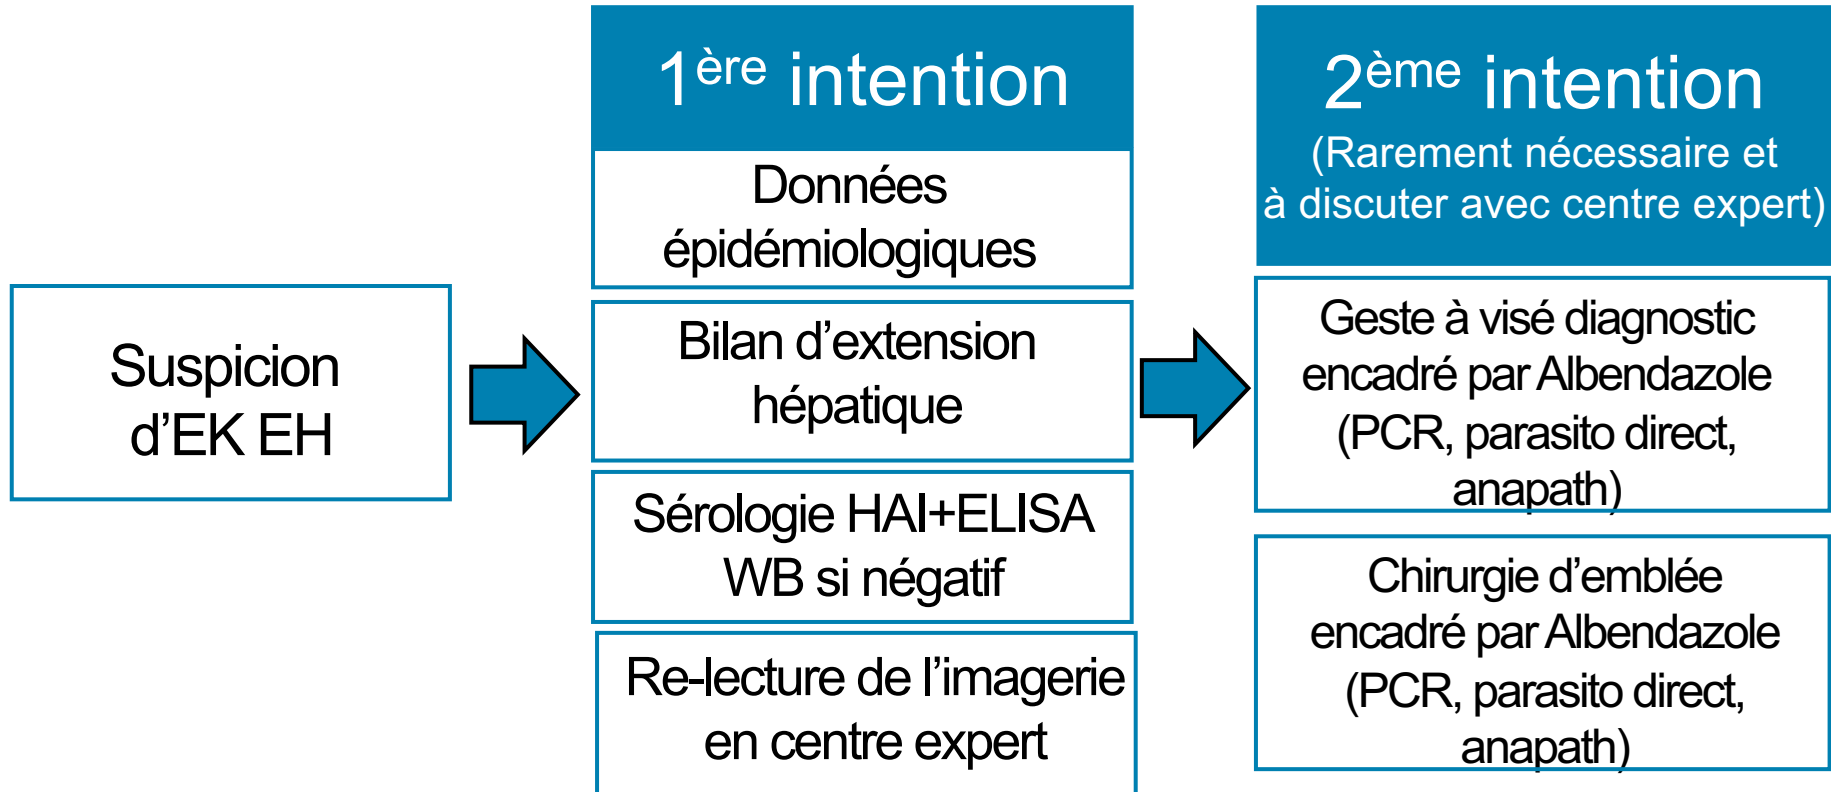 Suspicion
d’EK EH
1ère intention
Données
épidémiologiques
Bilan d’extension
hépatique
Sérologie HAI+ELISA
WB si négatif
Re-lecture de l’imagerie
en centre expert
2ème intention
(Rarement nécessaire et
à discuter avec centre expert)
Geste à visé diagnostic
encadré par Albendazole
(PCR, parasito direct,
anapath)
Chirurgie d’emblée
encadré par Albendazole
(PCR, parasito direct,
anapath)